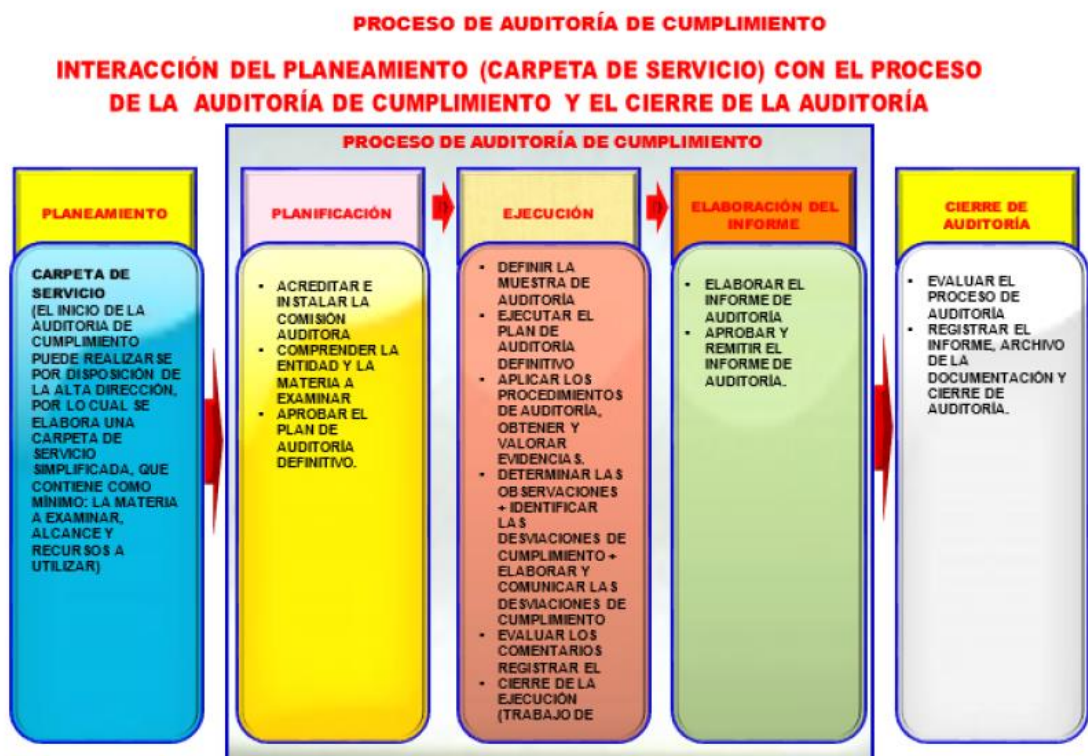 PROCESO DE AUDITORÍA DE CUMPLIMIENTO
INTERACCIÓN DEL PLANEAMIENTO (CARPETA DE SERVICIO) CON EL PROCESO
DE LA AUDITORÍA DE CUMPLIMIENTO Y EL CIERRE DE LA AUDITORÍA
PROCESO DE AUDITORÍA DE CUMPLIMIENTO
PLANEAMIENTO
CARPETA DE
SERVICIO
(EL INICIO DE LA
AUDITORIA DE
CUMPLIMIENTO
PUEDE REALIZARSE
POR DISPOSICIÓN DE
LA ALTA DIRECCIÓN,
POR LO CUAL SE
ELABORA UNA
CARPETA DE
SERVICIO
SIMPLIFICADA, QUE
CONTIENE COMO
MÍNIMO: LA MATERIA
A EXAMINAR,
ALCANCE Y
RECURSOS A
UTILIZAR)
PLANIFICACIÓN
• ACREDITAR E
INSTALAR LA
COMISIÓN
AUDITORA
• COMPRENDER LA
ENTIDAD Y LA
MATERIA A
EXAMINAR
• APROBAR EL
PLAN DE
AUDITORÍA
DEFINITIVO.
EJECUCIÓN
• DEFINIR LA
MUESTRA DE
AUDITORÍA
• EJECUTAR EL
PLAN DE
AUDITORÍA
DEFINITIVO
• APLICAR LOS
PROCEDIMIENTOS
DE AUDITORÍA,
OBTENER Y
VALORAR
EVIDENCIAS.
• DETERMINAR LAS
OBSERVACIONES
+ IDENTIFICAR
LAS
DESVIACIONES DE
CUMPLIMIENTO +
ELABORAR Y
COMUNICAR LAS
DESVIACIONES DE
CUMPLIMIENTO
• EVALUAR LOS
COMENTARIOS
REGISTRAR EL
• CIERRE DE LA
EJECUCIÓN
(TRABAJO DE
ELABORACIÓN DEL
INFORME
• ELABORAR EL
INFORME DE
AUDITORÍA
• APROBAR Y
REMITIR EL
INFORME DE
AUDITORÍA.
CIERRE DE
AUDITORÍA
• EVALUAR EL
PROCESO DE
AUDITORÍA
• REGISTRAR EL
INFORME, ARCHIVO
DE LA
DOCUMENTACIÓN Y
CIERRE DE
AUDITORÍA.